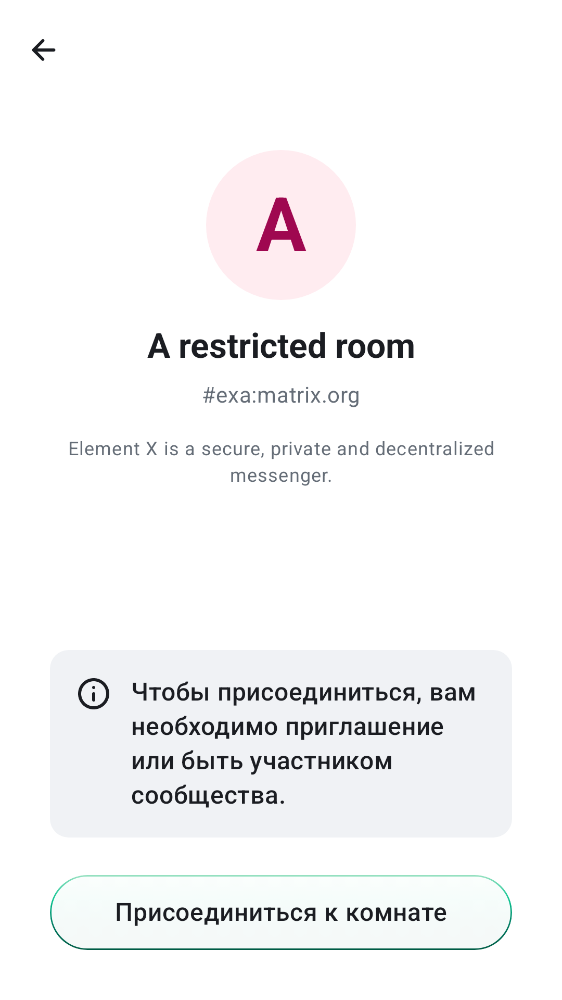 A
A restricted room
#exa:matrix.org
Element X is a secure, private and decentralized
messenger.
Чтобы присоединиться, вам
необходимо приглашение
или быть участником
сообщества.
Присоединиться к комнате